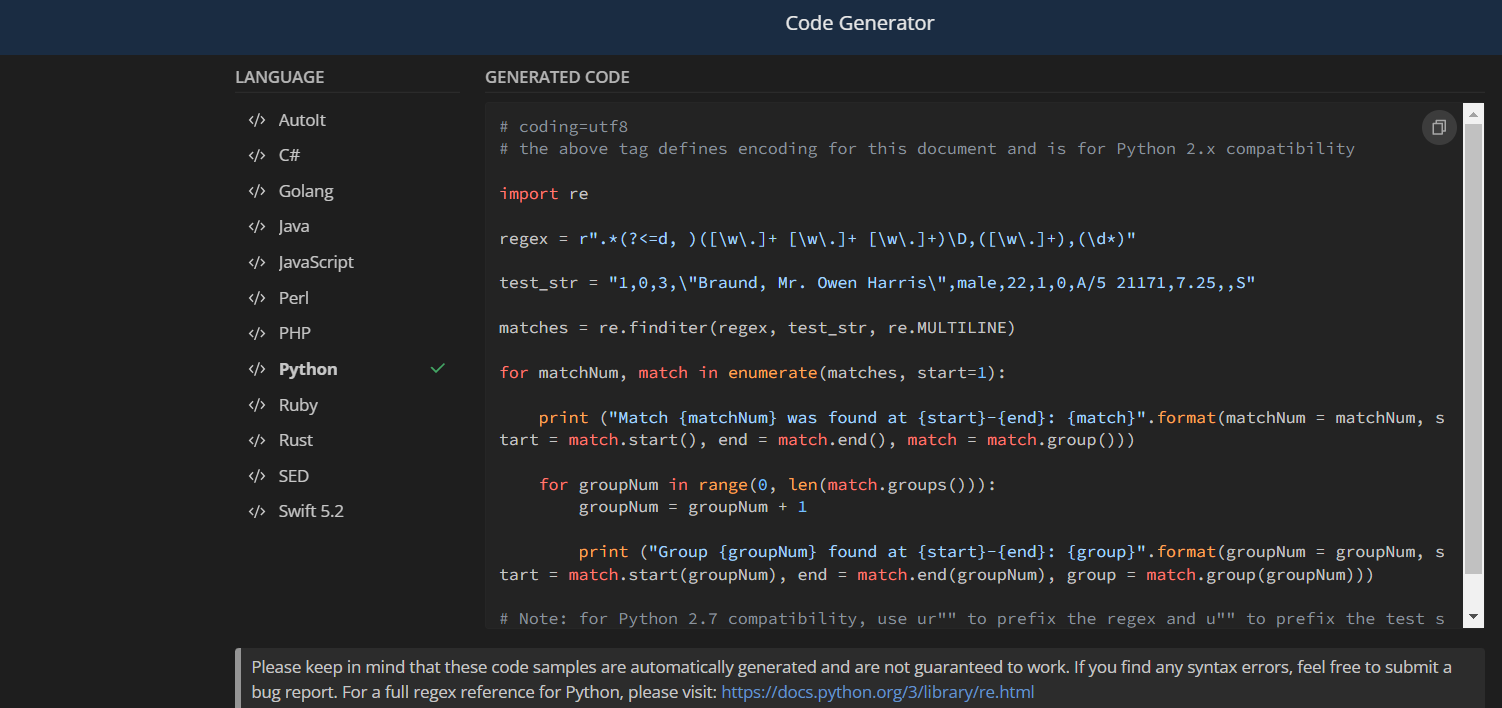 Code Generator
LANGUAGE
AutoIt
C#
Golang
Java
JavaScript
Perl
PHP
Python
Ruby
Rust
SED
Swift 5.2
GENERATED CODE
# coding=utf8
# the above tag defines encoding for this document and is for Python 2.x compatibility
import re
regex = r".*(?<=d, )([\w\.]+ [\w\.]+ [\w\.]+)\D,([\w\.]+),(\d*)"
test_str = "1,0,3,\"Braund, Mr. Owen Harris\",male,22,1,0,A/5 21171,7.25,,S"
matches = re.finditer(regex, test_str, re.MULTILINE)
for matchNum, match in enumerate(matches, start=1):
    print ("Match {matchNum} was found at {start}-{end}: {match}".format(matchNum = matchNum, s
tart = match.start(), end = match.end(), match = match.group()))
    for groupNum in range(0, len(match.groups())):
        groupNum = groupNum + 1
        print ("Group {groupNum} found at {start}-{end}: {group}".format(groupNum = groupNum, s
tart = match.start(groupNum), end = match.end(groupNum), group = match.group(groupNum)))
# Note: for Python 2.7 compatibility, use ur"" to prefix the regex and u"" to prefix the test s
Please keep in mind that these code samples are automatically generated and are not guaranteed to work. If you find any syntax errors, feel free to submit a
bug report. For a full regex reference for Python, please visit: https://docs.python.org/3/library/re.html